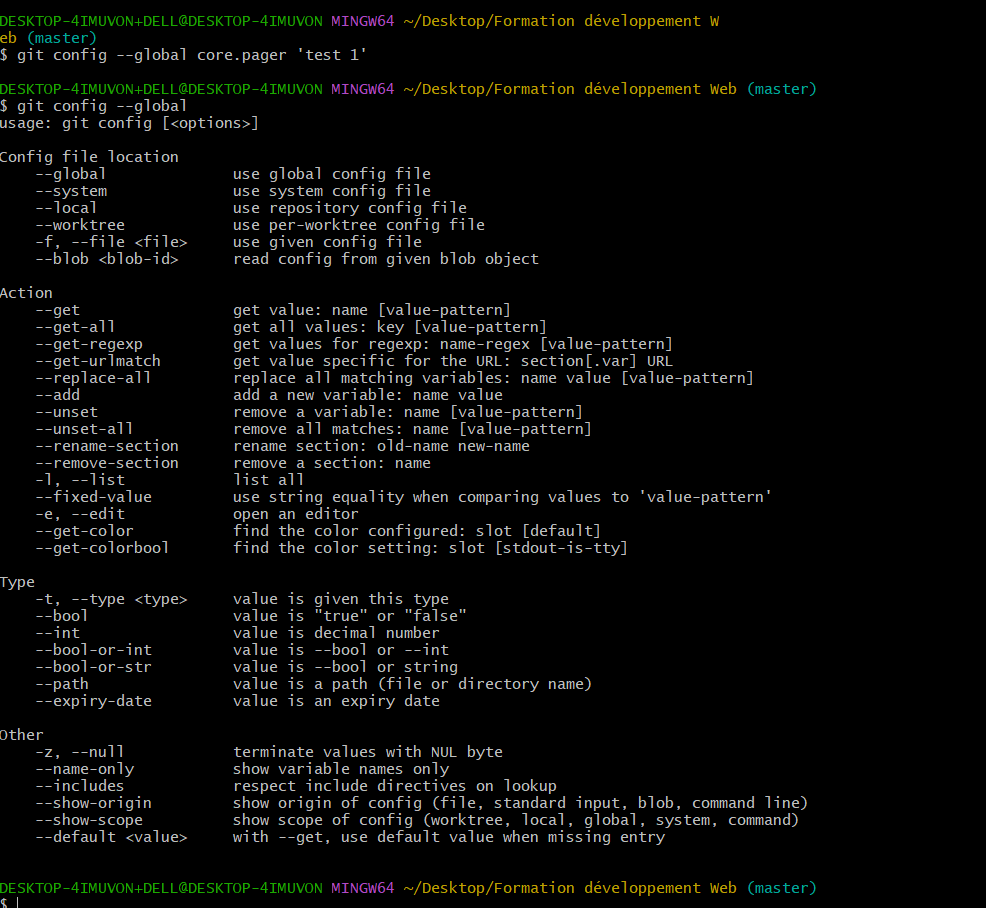 DESKTOP-4IMUVON+DELL@DESKTOP-4IMUVON MINGW64 ~/Desktop/Formation développement W
eb (master)
$ git config --global core.pager 'test 1'
DESKTOP-4IMUVON+DELL@DESKTOP-4IMUVON MINGW64 ~/Desktop/Formation développement Web (master)
$ git config --global
usage: git config [<options>]
Config file location
--global use global config file
--system use system config file
--local use repository config file
--worktree use per-worktree config file
-f, --file <file> use given config file
--blob <blob-id> read config from given blob object
Action
--get get value: name [value-pattern]
--get-all get all values: key [value-pattern]
--get-regexp get values for regexp: name-regex [value-pattern]
--get-urlmatch get value specific for the URL: section[.var] URL
--replace-all replace all matching variables: name value [value-pattern]
--add add a new variable: name value
--unset remove a variable: name [value-pattern]
--unset-all remove all matches: name [value-pattern]
--rename-section rename section: old-name new-name
--remove-section remove a section: name
-l, --list list all
--fixed-value use string equality when comparing values to 'value-pattern'
-e, --edit open an editor
--get-color find the color configured: slot [default]
--get-colorbool find the color setting: slot [stdout-is-tty]
Type
-t, --type <type> value is given this type
--bool value is "true" or "false"
--int value is decimal number
--bool-or-int value is --bool or --int
--bool-or-str value is --bool or string
--path value is a path (file or directory name)
--expiry-date value is an expiry date
Other
-z, --null terminate values with NUL byte
--name-only show variable names only
--includes respect include directives on lookup
--show-origin show origin of config (file, standard input, blob, command line)
--show-scope show scope of config (worktree, local, global, system, command)
--default <value> with --get, use default value when missing entry
DESKTOP-4IMUVON+DELL@DESKTOP-4IMUVON MINGW64 ~/Desktop/Formation développement Web (master)
$